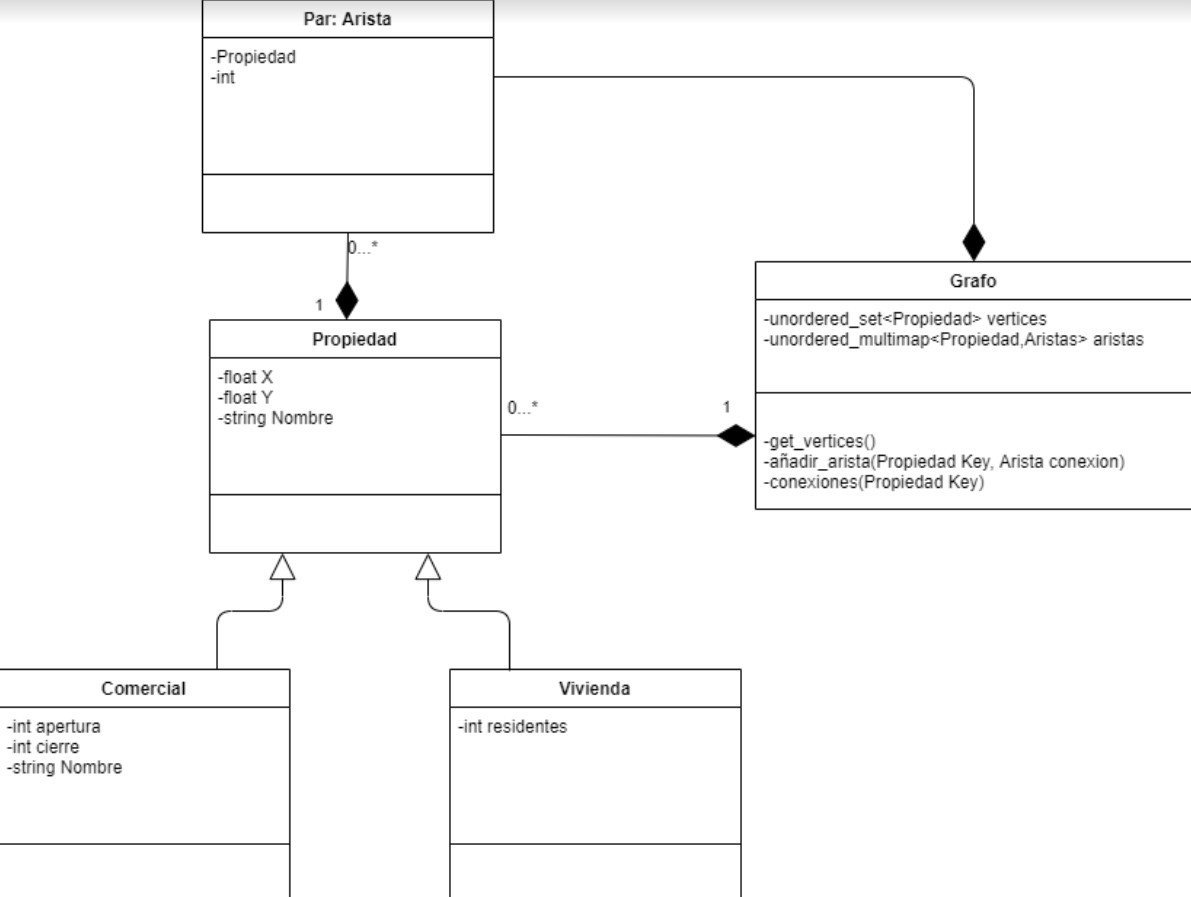 Par: Arista
-Propiedad
-int
0...*
1
Propiedad
-float X
-float Y
-string Nombre
0...*
1
Grafo
-unordered_set<Propiedad> vertices
-unordered_multimap<Propiedad,Aristas> aristas
-get_vertices()
-añadir_arista(Propiedad Key, Arista conexion)
-conexiones(Propiedad Key)
Comercial
-int apertura
-int cierre
-string Nombre
Vivienda
-int residentes